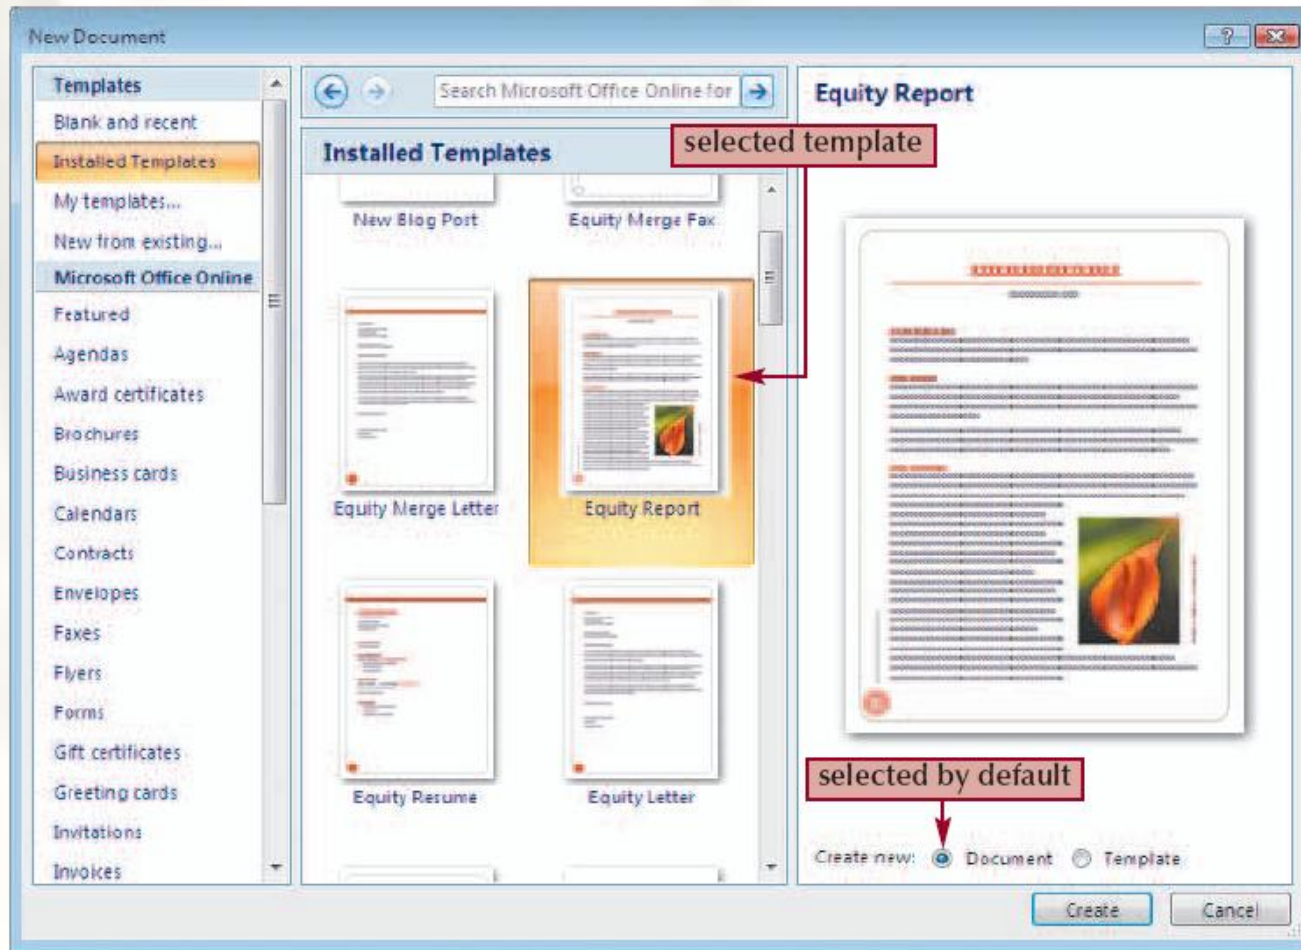 New Document
Templates
Blank and recent
Installed Templates
My templates...
New from existing...
Microsoft Office Online
Featured
Agendas
Award certificates
Brochures
Business cards
Calendars
Contracts
Envelopes
Faxes
Flyers
Forms
Gift certificates
Greeting cards
Invitations
Invoices
Search Microsoft Office Online for
Installed Templates
selected template
New Blog Post
Equity Merge Fax
Equity Merge Letter
Equity Report
Equity Resume
Equity Letter
Equity Report
selected by default
Create new: Document Template
Create
Cancel